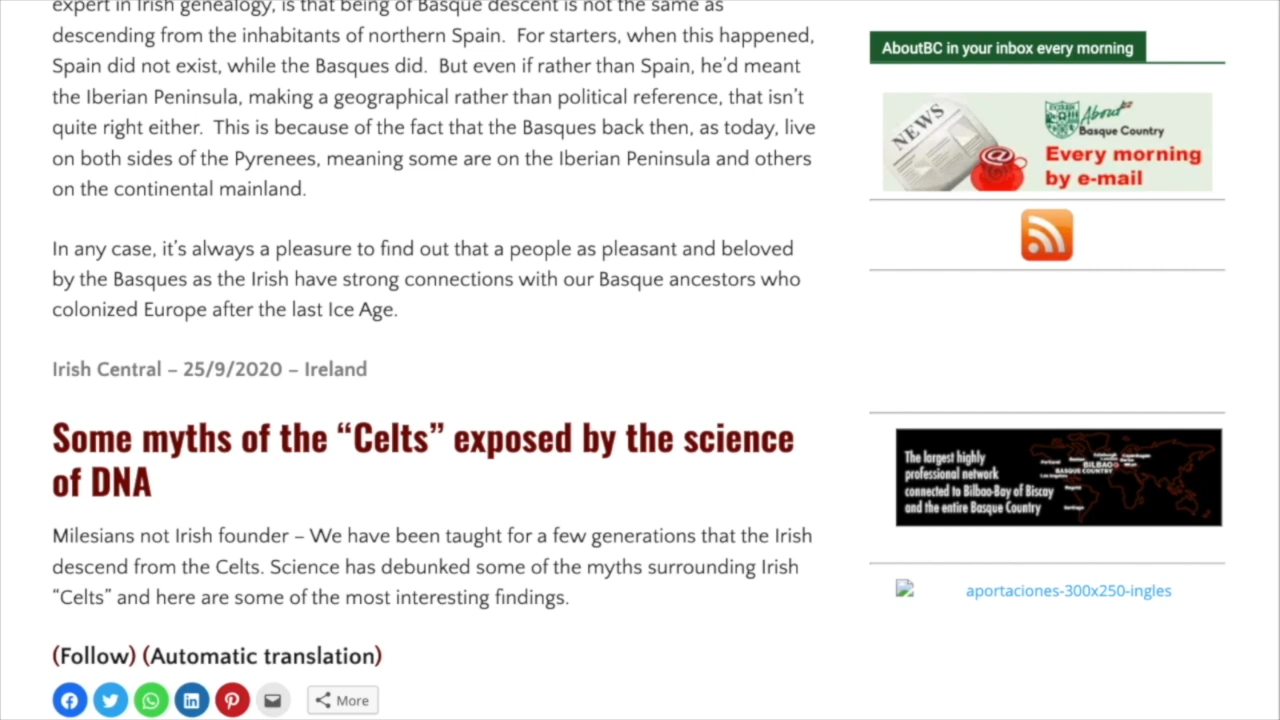 expert in Irish genealogy, is that being of Basque descent is not the same as
descending from the inhabitants of northern Spain.  For starters, when this happened,
Spain did not exist, while the Basques did.  But even if rather than Spain, he’d meant
the Iberian Peninsula, making a geographical rather than political reference, that isn’t
quite right either.  This is because of the fact that the Basques back then, as today, live
on both sides of the Pyrenees, meaning some are on the Iberian Peninsula and others
on the continental mainland.
In any case, it’s always a pleasure to find out that a people as pleasant and beloved
by the Basques as the Irish have strong connections with our Basque ancestors who
colonized Europe after the last Ice Age.
Irish Central – 25/9/2020 – Ireland
Some myths of the “Celts” exposed by the science
of DNA
Milesians not Irish founder – We have been taught for a few generations that the Irish
descend from the Celts. Science has debunked some of the myths surrounding Irish
“Celts” and here are some of the most interesting findings.
(Follow) (Automatic translation)
More
AboutBC in your inbox every morning
NEWS
@
About
Basque Country
Every morning
by e-mail
The largest highly
professional network
connected to Bilbao-Bay of Biscay
and the entire Basque Country
BILBAO
BASQUE COUNTRY
aportaciones-300x250-ingles